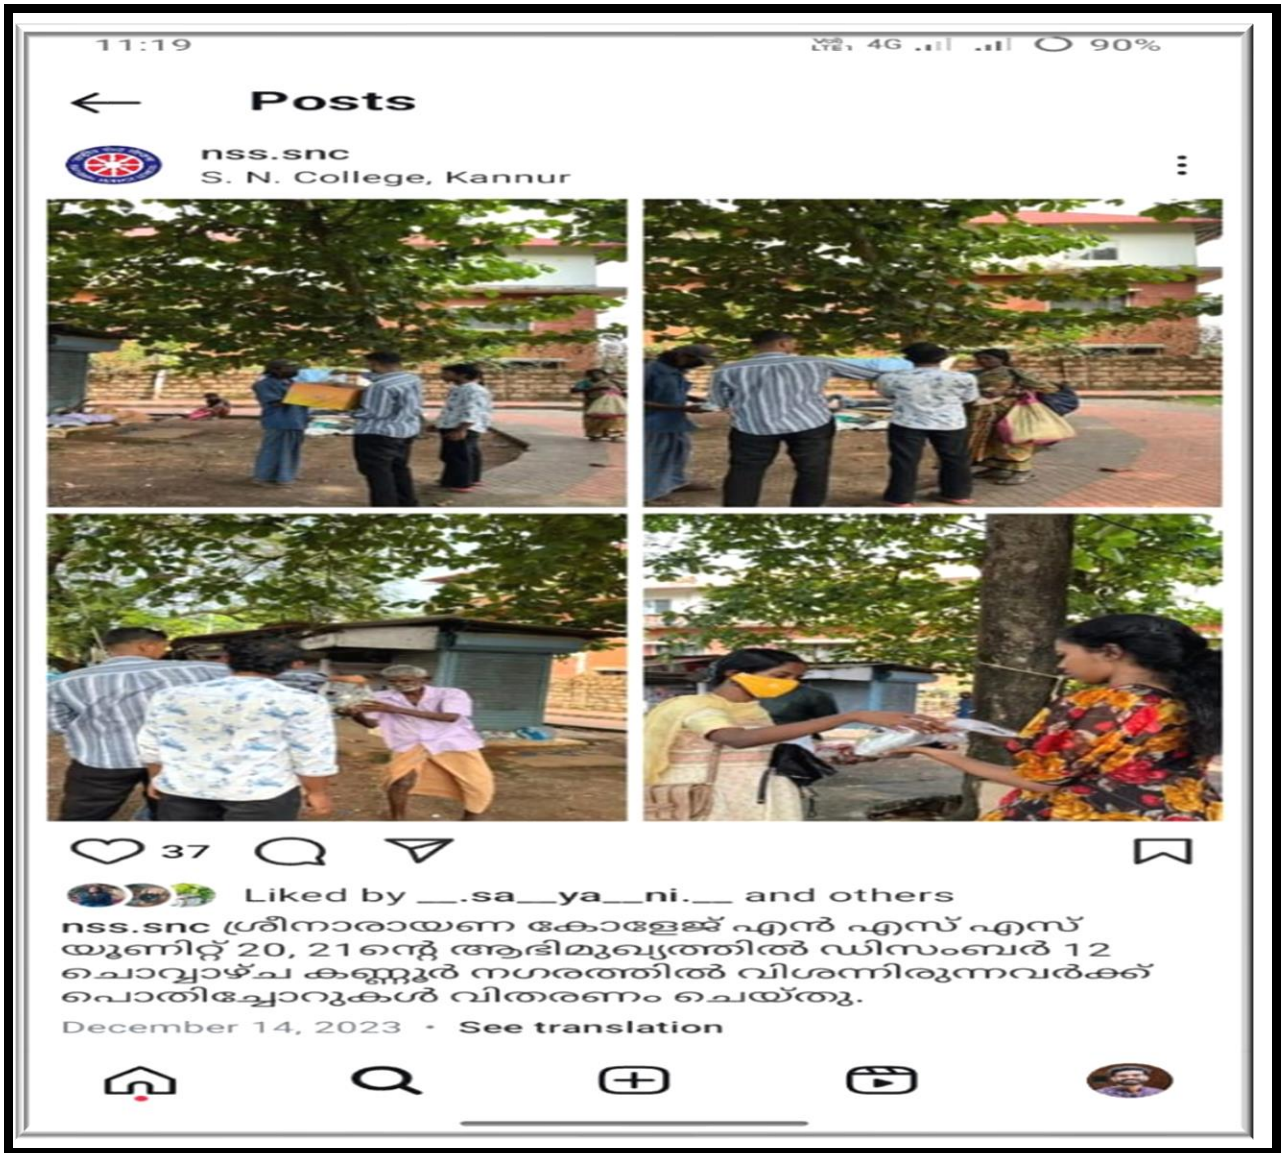 11:19
4G 90%
Posts
nss.snc
S. N. College, Kannur
37
Liked by __.sa__ya__ni.__ and others
nss.snc ശ്രീനാരായണ കോളേജ് എൻ എസ് എസ്
യൂണിറ്റ് 20, 21ന്റെ ആഭിമുഖ്യത്തിൽ ഡിസംബർ 12
ചൊവ്വാഴ്ച കണ്ണൂർ നഗരത്തിൽ വിശന്നിരുന്നവർക്ക്
പൊതിച്ചോറുകൾ വിതരണം ചെയ്തു.
December 14, 2023 • See translation